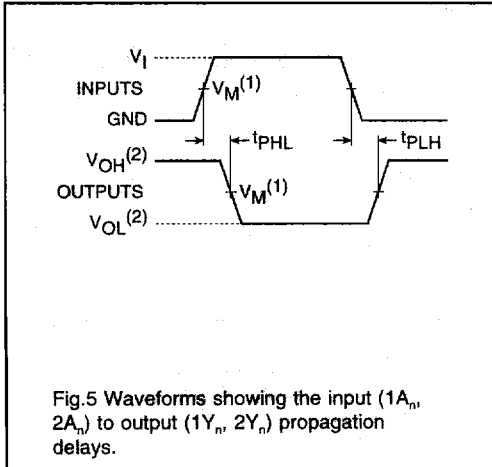 V_I
INPUTS
V_M(1)
GND
t_PHL
t_PLH
V_OH(2)
OUTPUTS
V_M(1)
V_OL(2)
Fig.5 Waveforms showing the input (1A_n,
2A_n) to output (1Y_n, 2Y_n) propagation
delays.